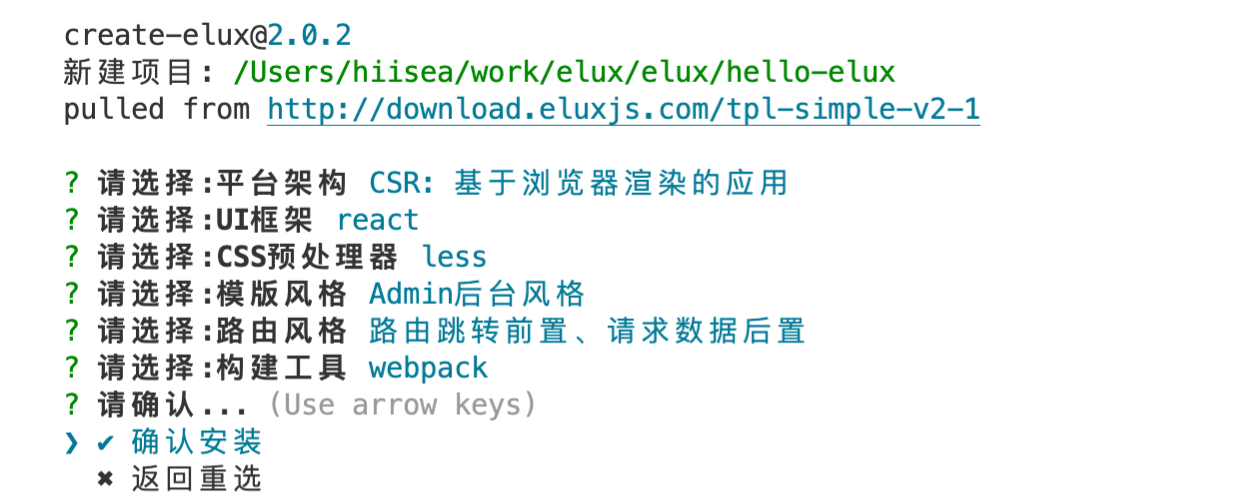 create-elux@2.0.2
新建项目: /Users/hiisea/work/elux/elux/hello-elux
pulled from http://download.eluxjs.com/tpl-simple-v2-1
? 请选择:平台架构 CSR: 基于浏览器渲染的应用
? 请选择:UI框架 react
? 请选择:CSS预处理器 less
? 请选择:模版风格 Admin后台风格
? 请选择:路由风格 路由跳转前置、请求数据后置
? 请选择:构建工具 webpack
? 请确认... (Use arrow keys)
❯ ✔ 确认安装
✖ 返回重选